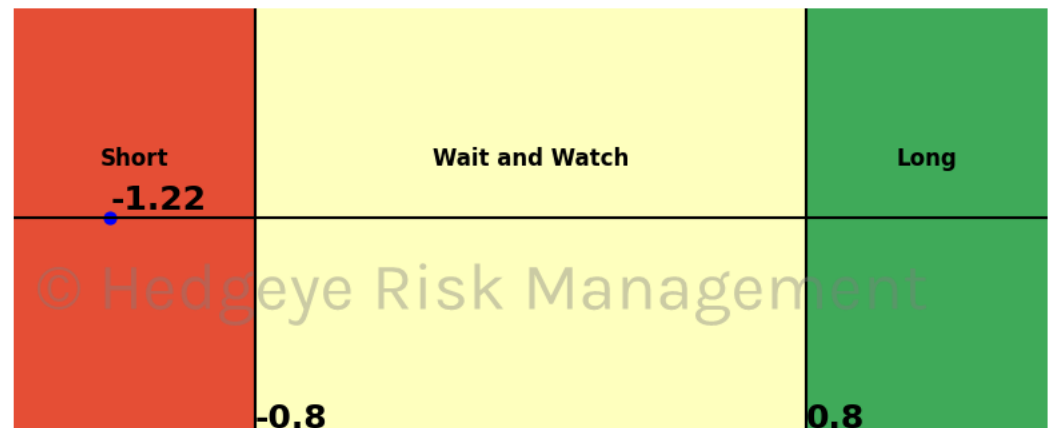 Short
Wait and Watch
Long
-1.22
© Hedgeye Risk Management
-0.8
0.8